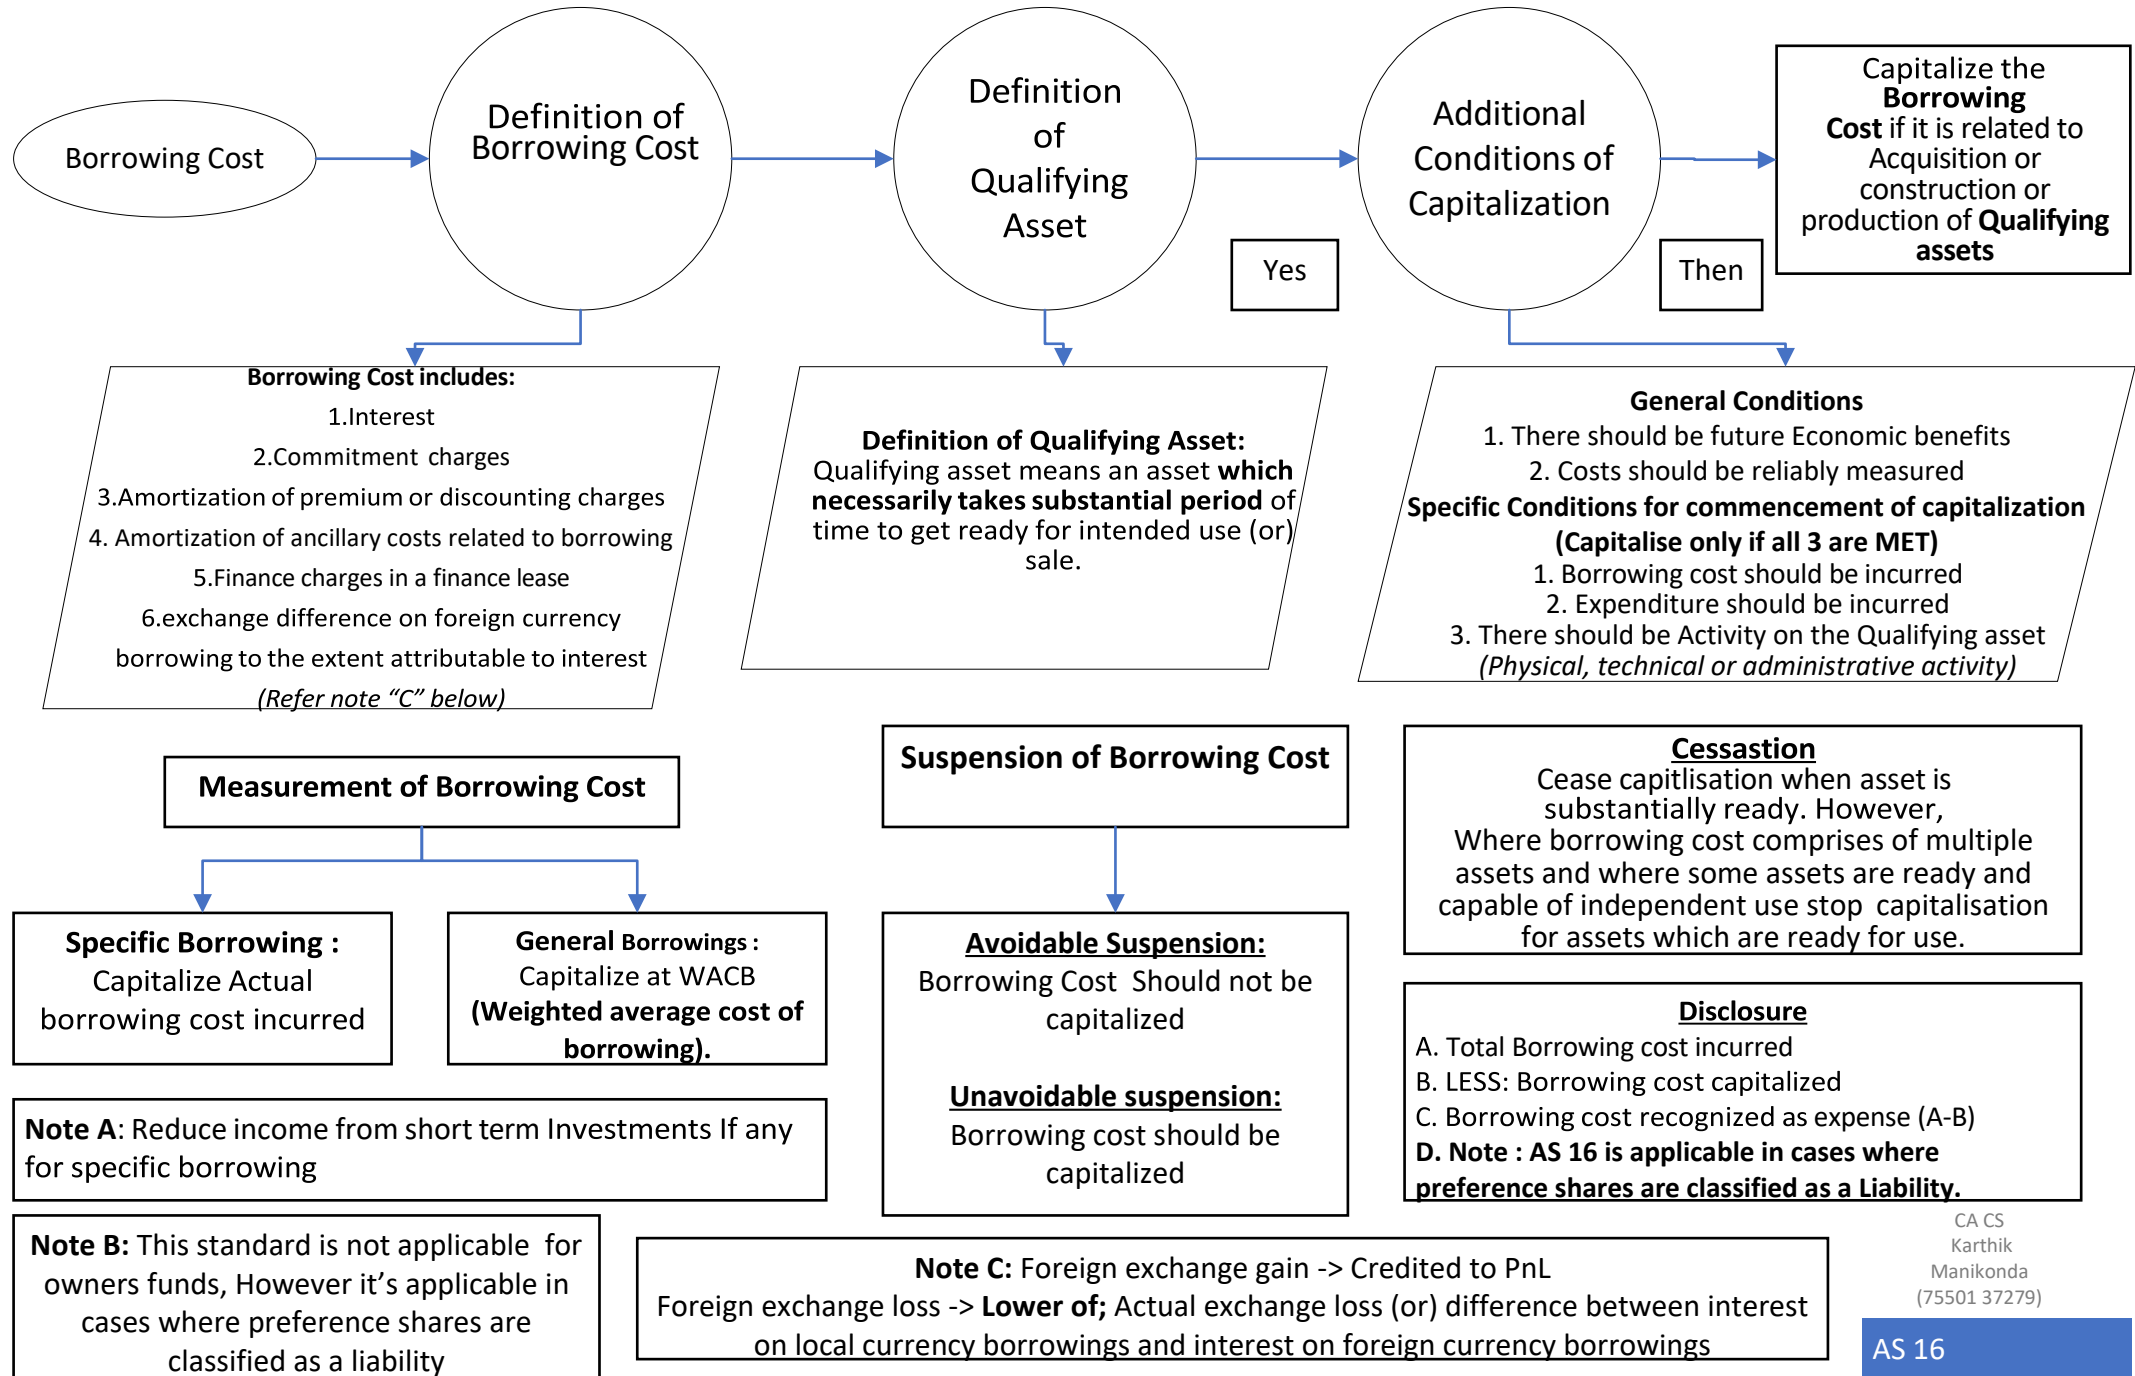 Borrowing Cost
Definition of
Borrowing Cost
Definition
of
Qualifying
Asset
Additional
Conditions of
Capitalization
Capitalize the
Borrowing
Cost if it is related to
Acquisition or
construction or
production of Qualifying
assets
Yes
Then
Borrowing Cost includes:
1.Interest
2.Commitment charges
3.Amortization of premium or discounting charges
4. Amortization of ancillary costs related to borrowing
5.Finance charges in a finance lease
6.exchange difference on foreign currency
borrowing to the extent attributable to interest
(Refer note “C” below)
Definition of Qualifying Asset:
Qualifying asset means an asset which
necessarily takes substantial period of
time to get ready for intended use (or)
sale.
General Conditions
1. There should be future Economic benefits
2. Costs should be reliably measured
Specific Conditions for commencement of capitalization
(Capitalise only if all 3 are MET)
1. Borrowing cost should be incurred
2. Expenditure should be incurred
3. There should be Activity on the Qualifying asset
(Physical, technical or administrative activity)
Measurement of Borrowing Cost
Specific Borrowing :
Capitalize Actual
borrowing cost incurred
General Borrowings :
Capitalize at WACB
(Weighted average cost of
borrowing).
Note A: Reduce income from short term Investments If any
for specific borrowing
Note B: This standard is not applicable for
owners funds, However it’s applicable in
cases where preference shares are
classified as a liability
Suspension of Borrowing Cost
Avoidable Suspension:
Borrowing Cost Should not be
capitalized
Unavoidable suspension:
Borrowing cost should be
capitalized
Cessastion
Cease capitlisation when asset is
substantially ready. However,
Where borrowing cost comprises of multiple
assets and where some assets are ready and
capable of independent use stop capitalisation
for assets which are ready for use.
Disclosure
A. Total Borrowing cost incurred
B. LESS: Borrowing cost capitalized
C. Borrowing cost recognized as expense (A-B)
D. Note : AS 16 is applicable in cases where
preference shares are classified as a Liability.
Note C: Foreign exchange gain -> Credited to PnL
Foreign exchange loss -> Lower of; Actual exchange loss (or) difference between interest
on local currency borrowings and interest on foreign currency borrowings
CA CS
Karthik
Manikonda
(75501 37279)
AS 16